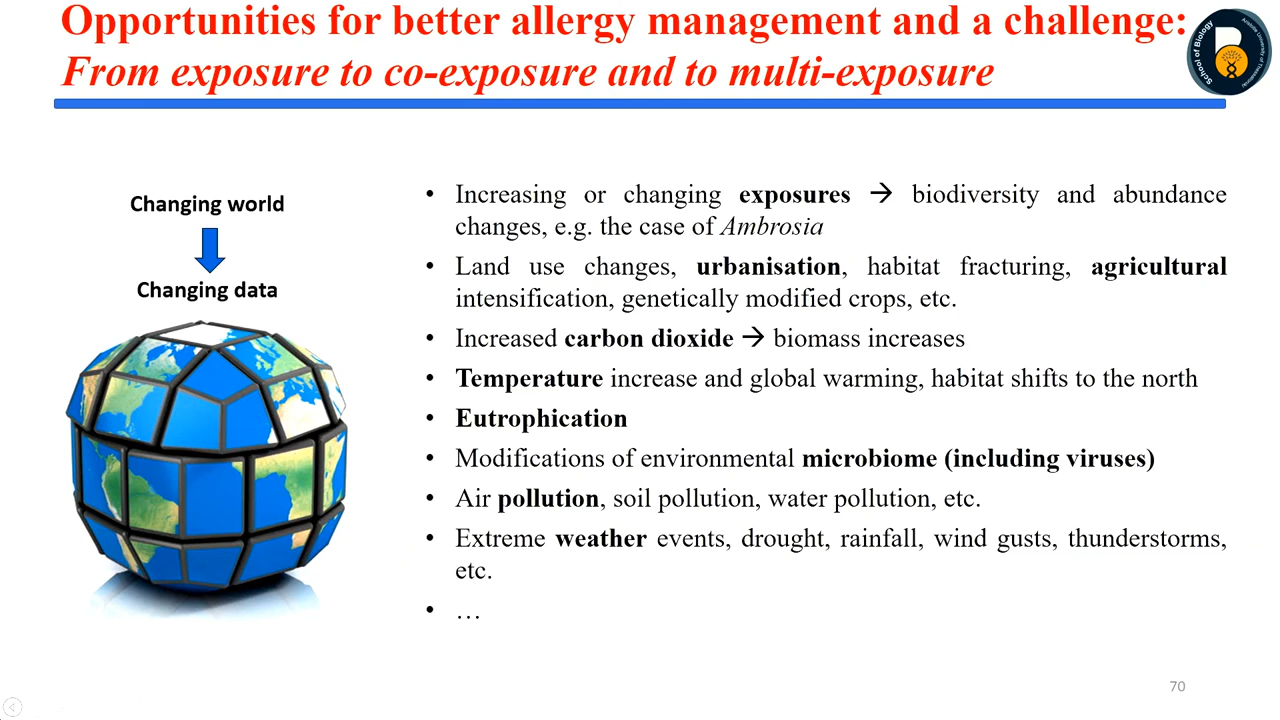 Opportunities for better allergy management and a challenge:
From exposure to co-exposure and to multi-exposure
School of Biology
Aristotle University of Thessaloniki
Changing world
Changing data
• Increasing or changing exposures → biodiversity and abundance
changes, e.g. the case of Ambrosia
• Land use changes, urbanisation, habitat fracturing, agricultural
intensification, genetically modified crops, etc.
• Increased carbon dioxide → biomass increases
• Temperature increase and global warming, habitat shifts to the north
• Eutrophication
• Modifications of environmental microbiome (including viruses)
• Air pollution, soil pollution, water pollution, etc.
• Extreme weather events, drought, rainfall, wind gusts, thunderstorms,
etc.
• …
70